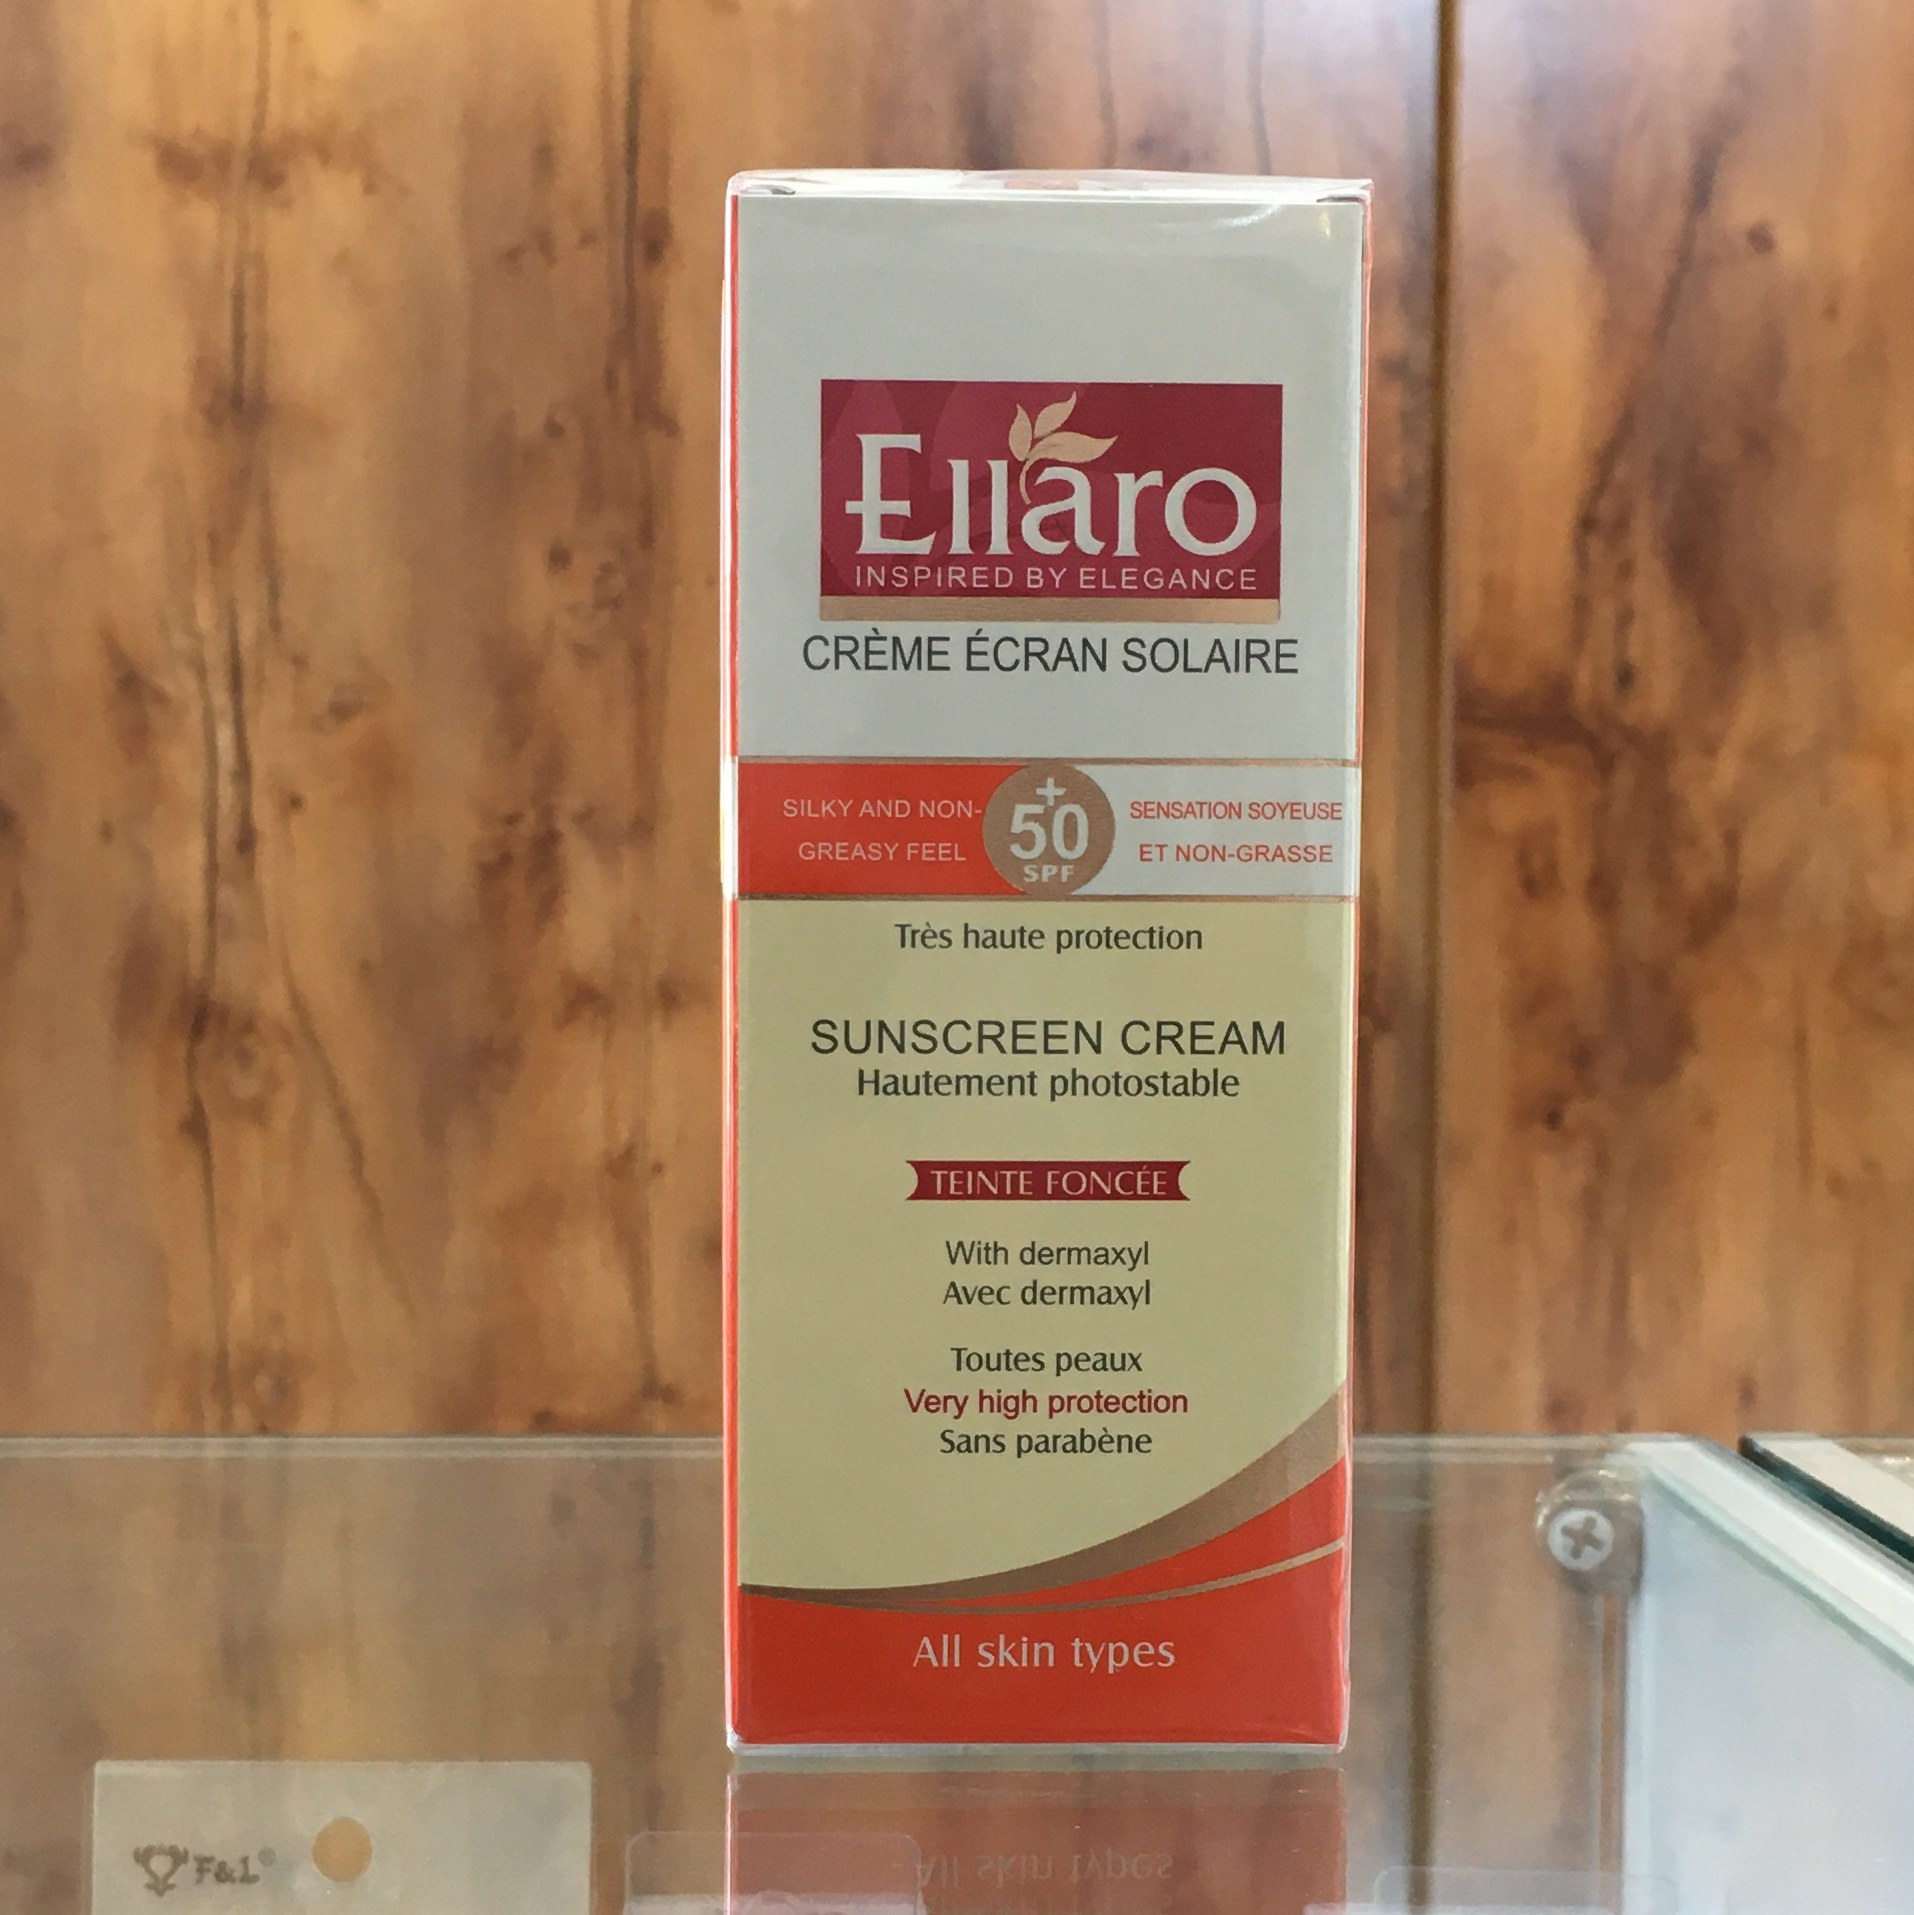 Ellaro
INSPIRED BY ELEGANCE
CRÈME ÉCRAN SOLAIRE
SILKY AND NON-
GREASY FEEL
+
50
SPF
SENSATION SOYEUSE
ET NON-GRASSE
Très haute protection
SUNSCREEN CREAM
Hautement photostable
TEINTE FONCÉE
With dermaxyl
Avec dermaxyl
Toutes peaux
Very high protection
Sans parabène
All skin types
F&L®